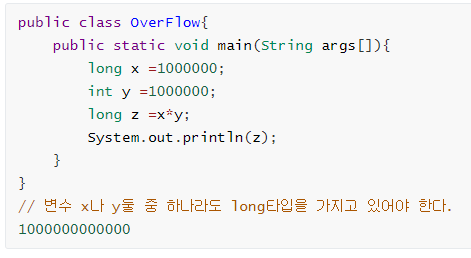 public class OverFlow{
    public static void main(String args[]){
        long x =1000000;
        int y =1000000;
        long z =x*y;
        System.out.println(z);
    }
}
// 변수 x나 y둘 중 하나라도 long타입을 가지고 있어야 한다.
1000000000000